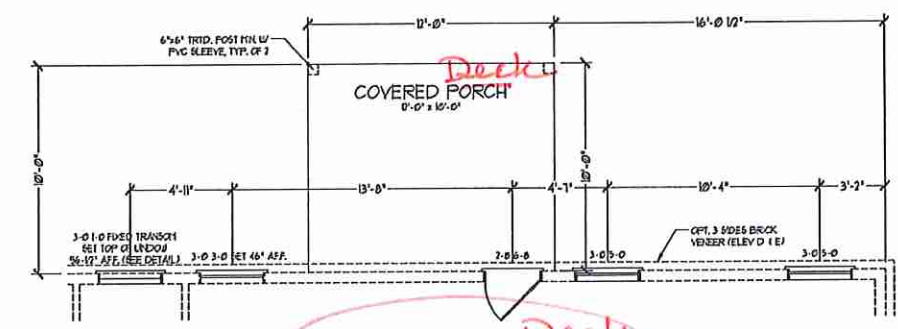 12'-0"
16'-0 1/2"
6"x6" TRTD. POST MIN. W/
PVC SLEEVE, TYP. OF 2
Deck
COVERED PORCH
12'-0" x 10'-0"
10'-0"
10'-0"
4'-11"
13'-8"
4'-7"
10'-4"
3'-2"
3-0 1-0 FIXED TRANSOM
SET TOP OF WINDOW
96-1/2" AFF. (SEE DETAIL)
3-0 3-0 SET 46" AFF.
2-8 6-8
3-0 5-0
3-0 5-0
OPT. 3 SIDES BRICK
VENEER (ELEV D & E)
Deck